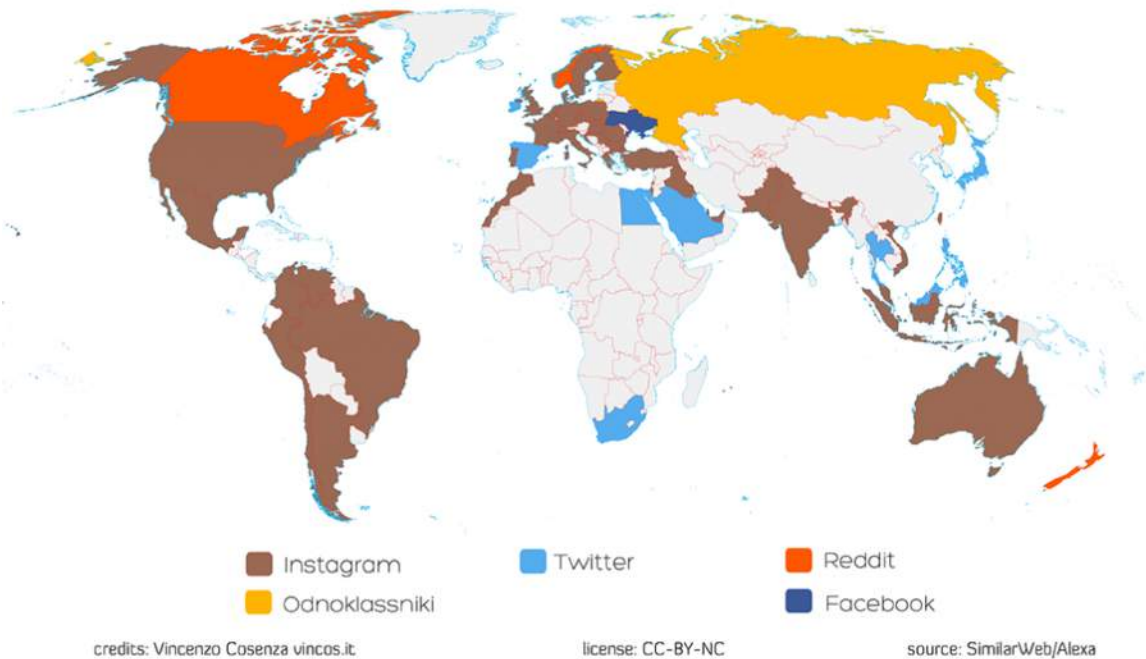 Instagram
Twitter
Reddit
Odnoklassniki
Facebook
credits: Vincenzo Cosenza vincos.it
license: CC-BY-NC
source: SimilarWeb/Alexa